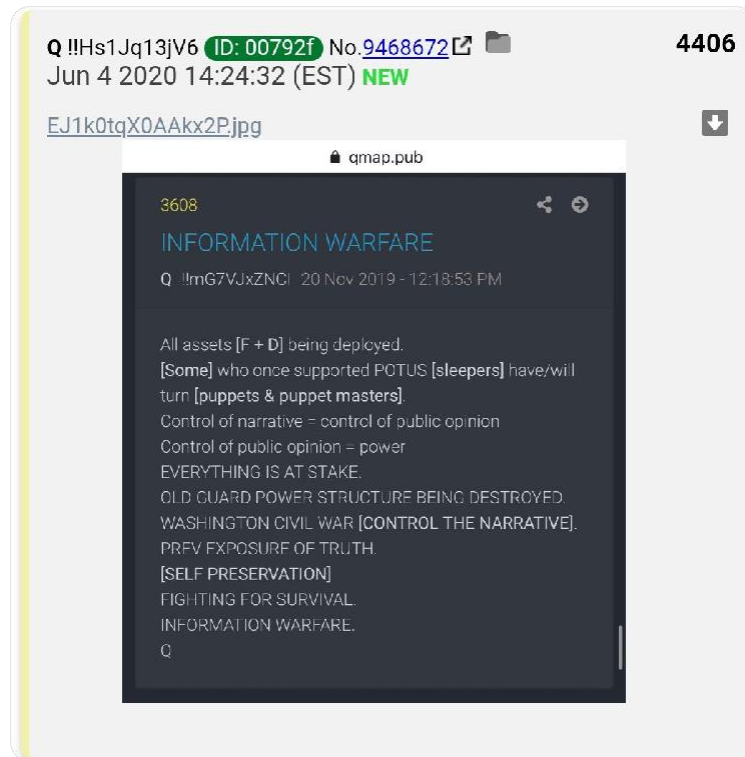 Q !!Hs1Jq13jV6 ID: 00792f No.9468672 4406
Jun 4 2020 14:24:32 (EST) NEW
EJ1k0tqX0AAkx2P.jpg
qmap.pub
3608
INFORMATION WARFARE
Q !!mG7VJxZNCI 20 Nov 2019 - 12:18:53 PM
All assets [F + D] being deployed.
[Some] who once supported POTUS [sleepers] have/will
turn [puppets & puppet masters].
Control of narrative = control of public opinion
Control of public opinion = power
EVERYTHING IS AT STAKE.
OLD GUARD POWER STRUCTURE BEING DESTROYED.
WASHINGTON CIVIL WAR [CONTROL THE NARRATIVE].
PREV EXPOSURE OF TRUTH.
[SELF PRESERVATION]
FIGHTING FOR SURVIVAL.
INFORMATION WARFARE.
Q